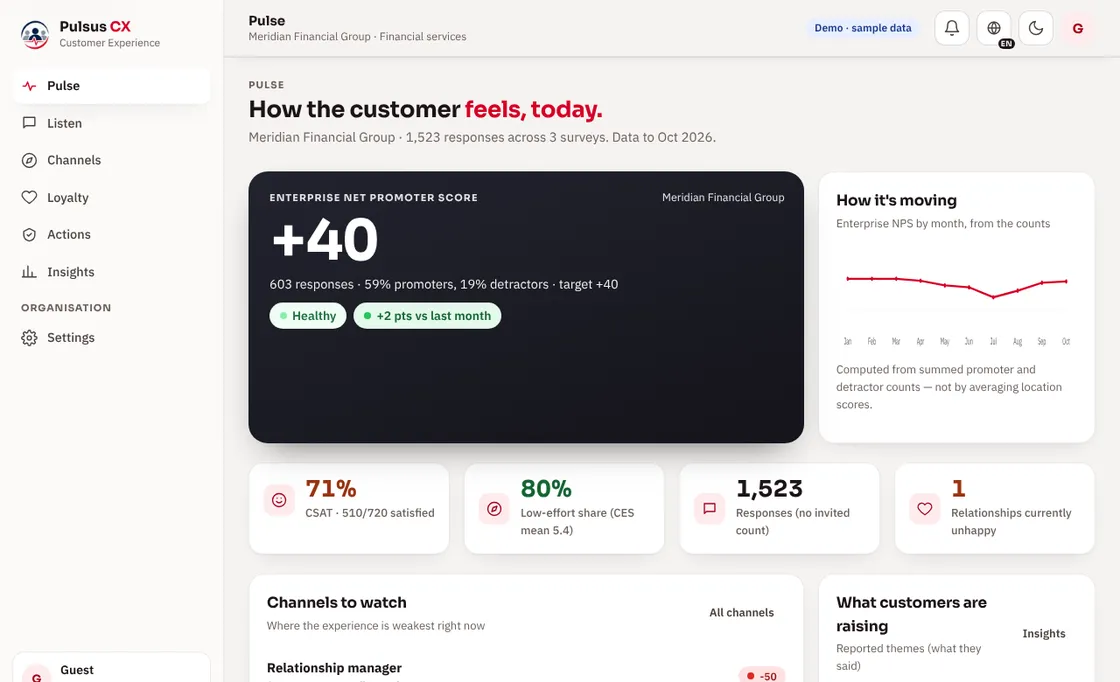 Pulsus CX
Customer Experience
Pulse
Listen
Channels
Loyalty
Actions
Insights
ORGANISATION
Settings
G
Guest
Pulse
Meridian Financial Group · Financial services
Demo · sample data
EN
G
PULSE
How the customer feels, today.
Meridian Financial Group · 1,523 responses across 3 surveys. Data to Oct 2026.
ENTERPRISE NET PROMOTER SCORE
Meridian Financial Group
+40
603 responses · 59% promoters, 19% detractors · target +40
Healthy
+2 pts vs last month
How it's moving
Enterprise NPS by month, from the counts
Jan Feb Mar Apr May Jun Jul Aug Sep Oct
Computed from summed promoter and
detractor counts — not by averaging location
scores.
71%
CSAT · 510/720 satisfied
80%
Low-effort share (CES
mean 5.4)
1,523
Responses (no invited
count)
1
Relationships currently
unhappy
Channels to watch
Where the experience is weakest right now
All channels
Relationship manager
-50
What customers are
raising
Reported themes (what they
said)
Insights